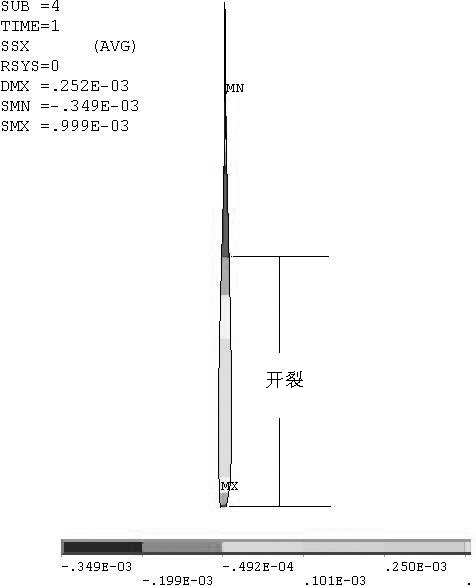 SUB =4
TIME=1
SSX (AVG)
RSYS=0
DMX =.252E-03
SMN =-.349E-03
SMX =.999E-03
MN
开裂
MX
-.349E-03
-.199E-03
-.492E-04
.101E-03
.250E-03